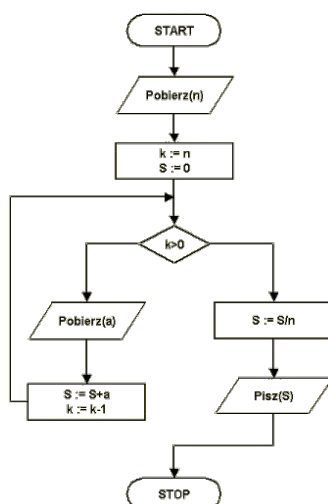 START
Pobierz(n)
k := n
S := 0
k>0
Pobierz(a)
S := S+a
k := k-1
S := S/n
Pisz(S)
STOP